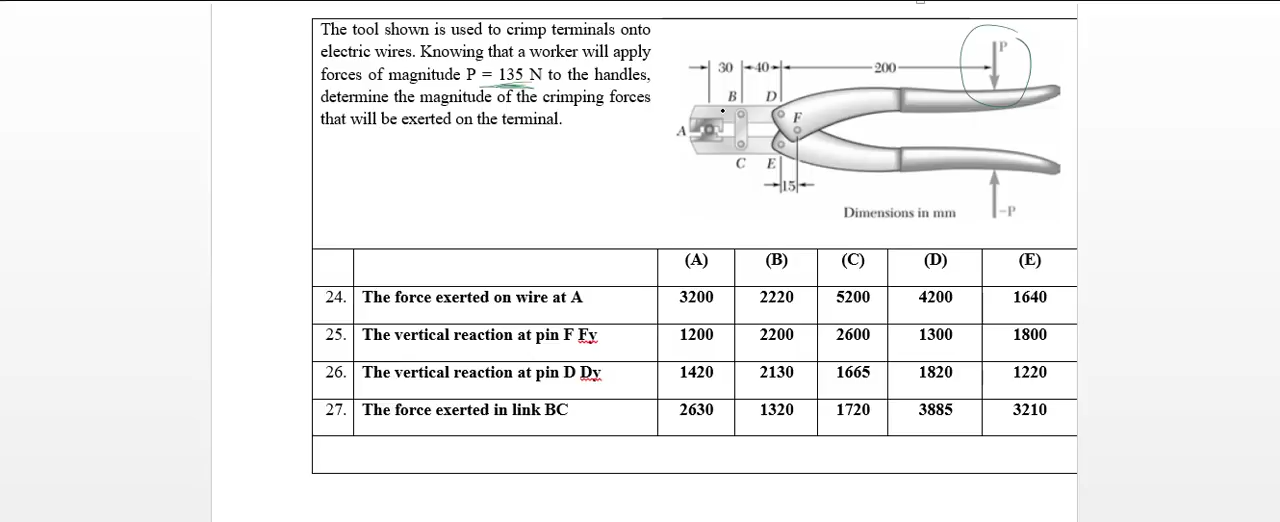 The tool shown is used to crimp terminals onto
electric wires. Knowing that a worker will apply
forces of magnitude P = 135 N to the handles,
determine the magnitude of the crimping forces
that will be exerted on the terminal.
P
30 40 200
B D
F
A
C E
15
Dimensions in mm
-P
(A) (B) (C) (D) (E)
24. The force exerted on wire at A 3200 2220 5200 4200 1640
25. The vertical reaction at pin F Fy 1200 2200 2600 1300 1800
26. The vertical reaction at pin D Dy 1420 2130 1665 1820 1220
27. The force exerted in link BC 2630 1320 1720 3885 3210